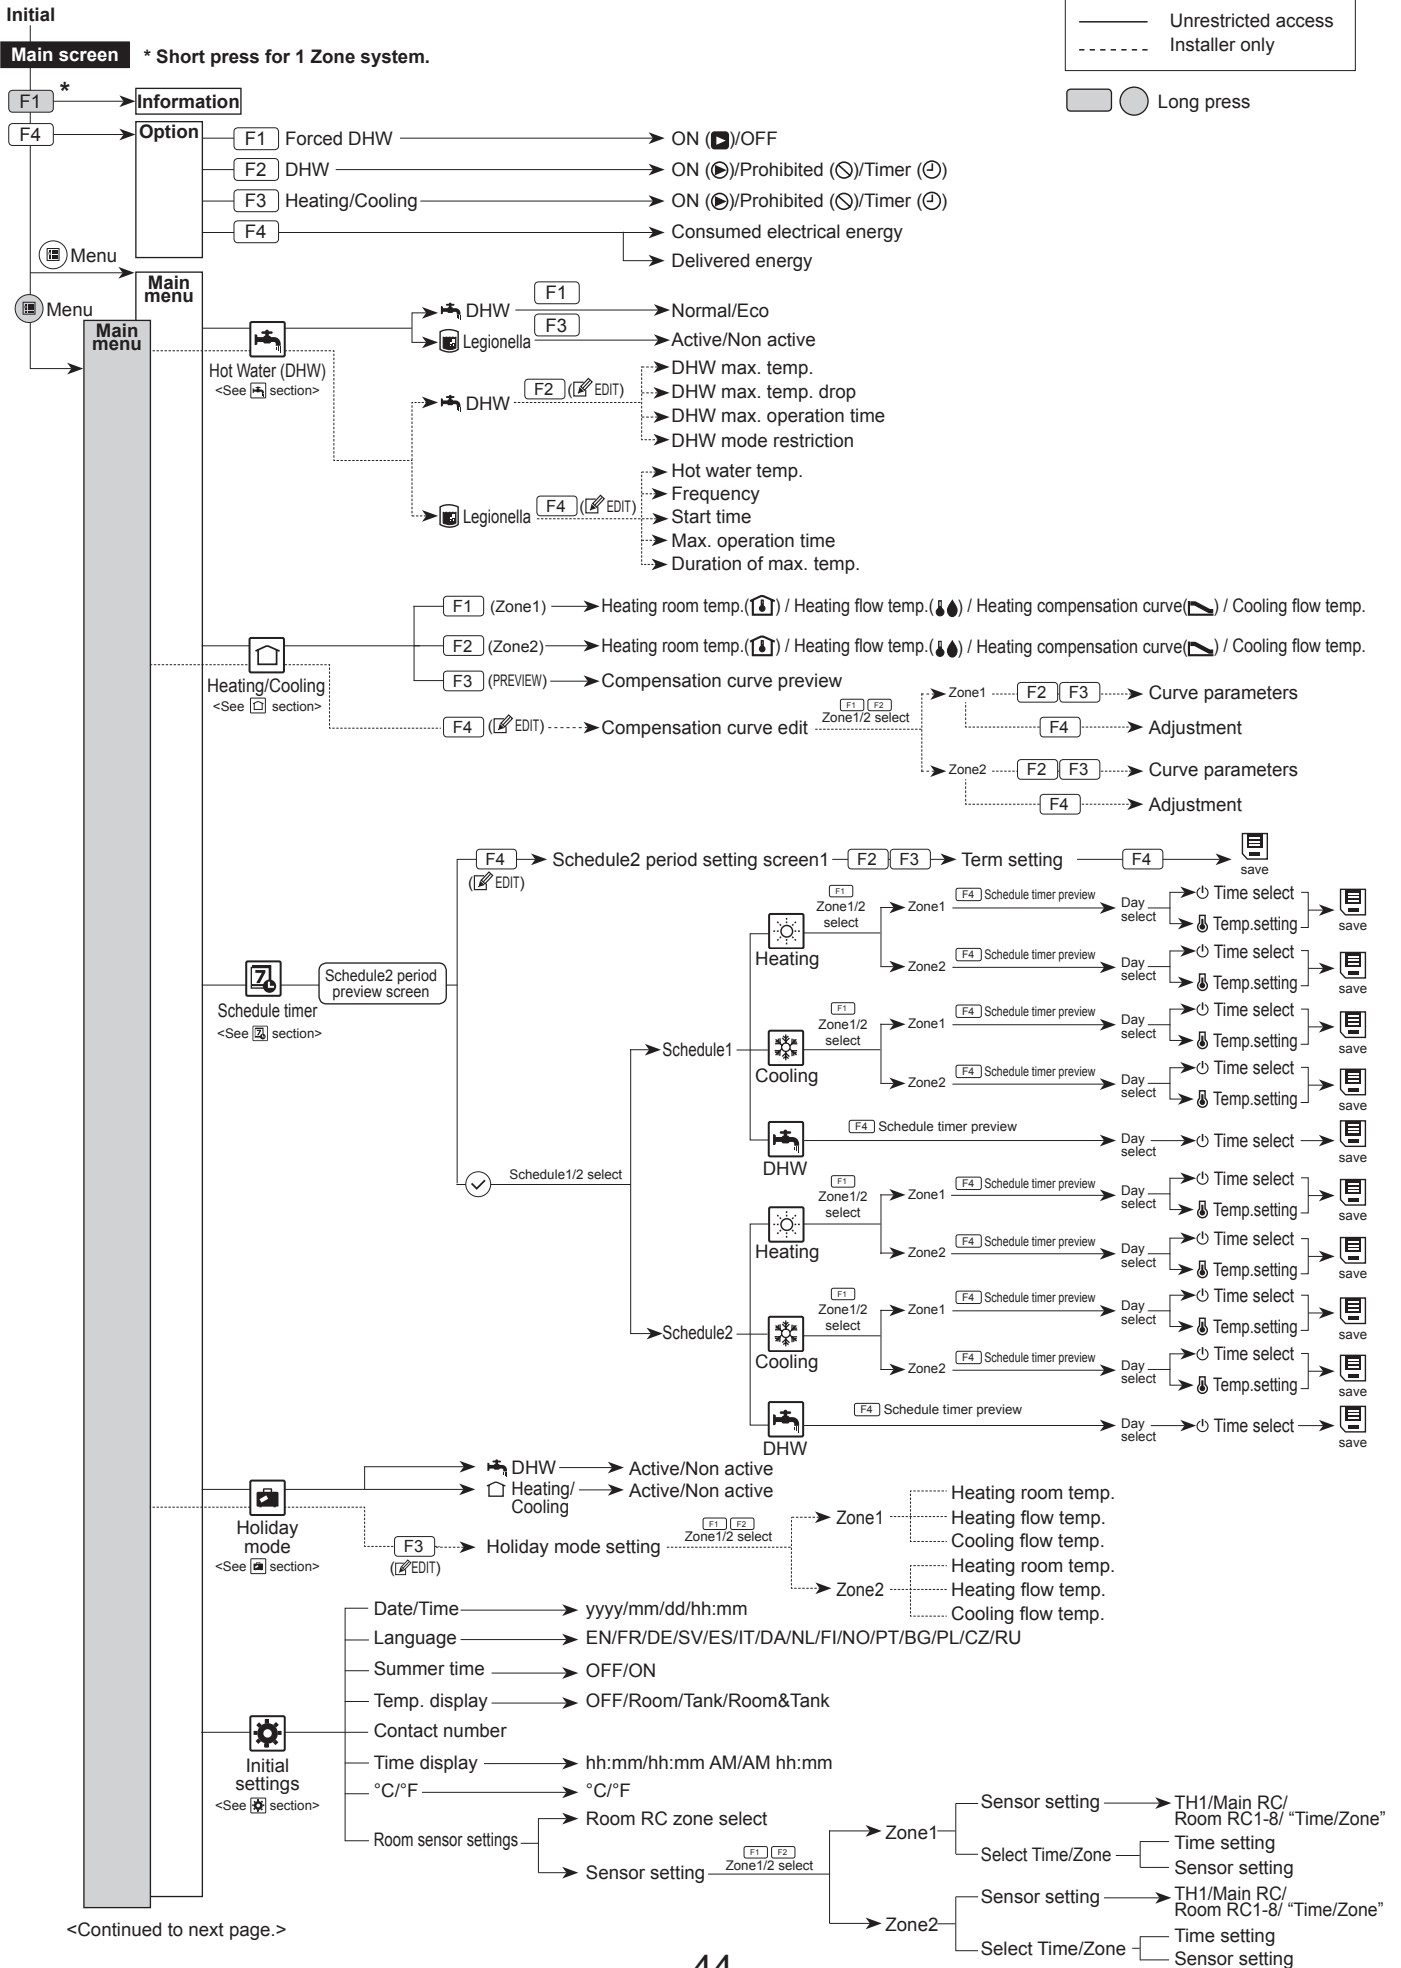 Initial
Unrestricted access
Installer only
Main screen
* Short press for 1 Zone system.
F1
*
Information
Long press
F4
Option
F1 Forced DHW
ON ( )/OFF
F2 DHW
ON ( )/Prohibited ( )/Timer ( )
F3 Heating/Cooling
ON ( )/Prohibited ( )/Timer ( )
F4
Consumed electrical energy
Delivered energy
Menu
Main
menu
Menu
Main
menu
Hot Water (DHW)
<See section>
DHW
F1
Normal/Eco
Legionella
F3
Active/Non active
DHW
F2 ( EDIT)
DHW max. temp.
DHW max. temp. drop
DHW max. operation time
DHW mode restriction
Legionella
F4 ( EDIT)
Hot water temp.
Frequency
Start time
Max. operation time
Duration of max. temp.
Heating/Cooling
<See section>
F1 (Zone1)
Heating room temp.( ) / Heating flow temp.( ) / Heating compensation curve( ) / Cooling flow temp.
F2 (Zone2)
Heating room temp.( ) / Heating flow temp.( ) / Heating compensation curve( ) / Cooling flow temp.
F3 (PREVIEW)
Compensation curve preview
F4 ( EDIT)
Compensation curve edit
F1 F2
Zone1/2 select
Zone1
F2 F3
Curve parameters
F4
Adjustment
Zone2
F2 F3
Curve parameters
F4
Adjustment
Schedule timer
<See section>
Schedule2 period
preview screen
F4
( EDIT)
Schedule2 period setting screen1
F2 F3
Term setting
F4
save
Schedule1/2 select
Schedule1
Heating
F1
Zone1/2
select
Zone1
F4 Schedule timer preview
Day
select
Time select
Temp.setting
save
Zone2
F4 Schedule timer preview
Day
select
Time select
Temp.setting
save
Cooling
F1
Zone1/2
select
Zone1
F4 Schedule timer preview
Day
select
Time select
Temp.setting
save
Zone2
F4 Schedule timer preview
Day
select
Time select
Temp.setting
save
DHW
F4 Schedule timer preview
Day
select
Time select
save
Schedule2
Heating
F1
Zone1/2
select
Zone1
F4 Schedule timer preview
Day
select
Time select
Temp.setting
save
Zone2
F4 Schedule timer preview
Day
select
Time select
Temp.setting
save
Cooling
F1
Zone1/2
select
Zone1
F4 Schedule timer preview
Day
select
Time select
Temp.setting
save
Zone2
F4 Schedule timer preview
Day
select
Time select
Temp.setting
save
DHW
F4 Schedule timer preview
Day
select
Time select
save
Holiday
mode
<See section>
DHW
Active/Non active
Heating/
Cooling
Active/Non active
F3
( EDIT)
Holiday mode setting
F1 F2
Zone1/2 select
Zone1
Heating room temp.
Heating flow temp.
Cooling flow temp.
Zone2
Heating room temp.
Heating flow temp.
Cooling flow temp.
Initial
settings
<See section>
Date/Time
yyyy/mm/dd/hh:mm
Language
EN/FR/DE/SV/ES/IT/DA/NL/FI/NO/PT/BG/PL/CZ/RU
Summer time
OFF/ON
Temp. display
OFF/Room/Tank/Room&Tank
Contact number
Time display
hh:mm/hh:mm AM/AM hh:mm
°C/°F
°C/°F
Room sensor settings
Room RC zone select
Sensor setting
F1 F2
Zone1/2 select
Zone1
Sensor setting
TH1/Main RC/
Room RC1-8/ “Time/Zone”
Select Time/Zone
Time setting
Sensor setting
Zone2
Sensor setting
TH1/Main RC/
Room RC1-8/ “Time/Zone”
Select Time/Zone
Time setting
Sensor setting
<Continued to next page.>
44